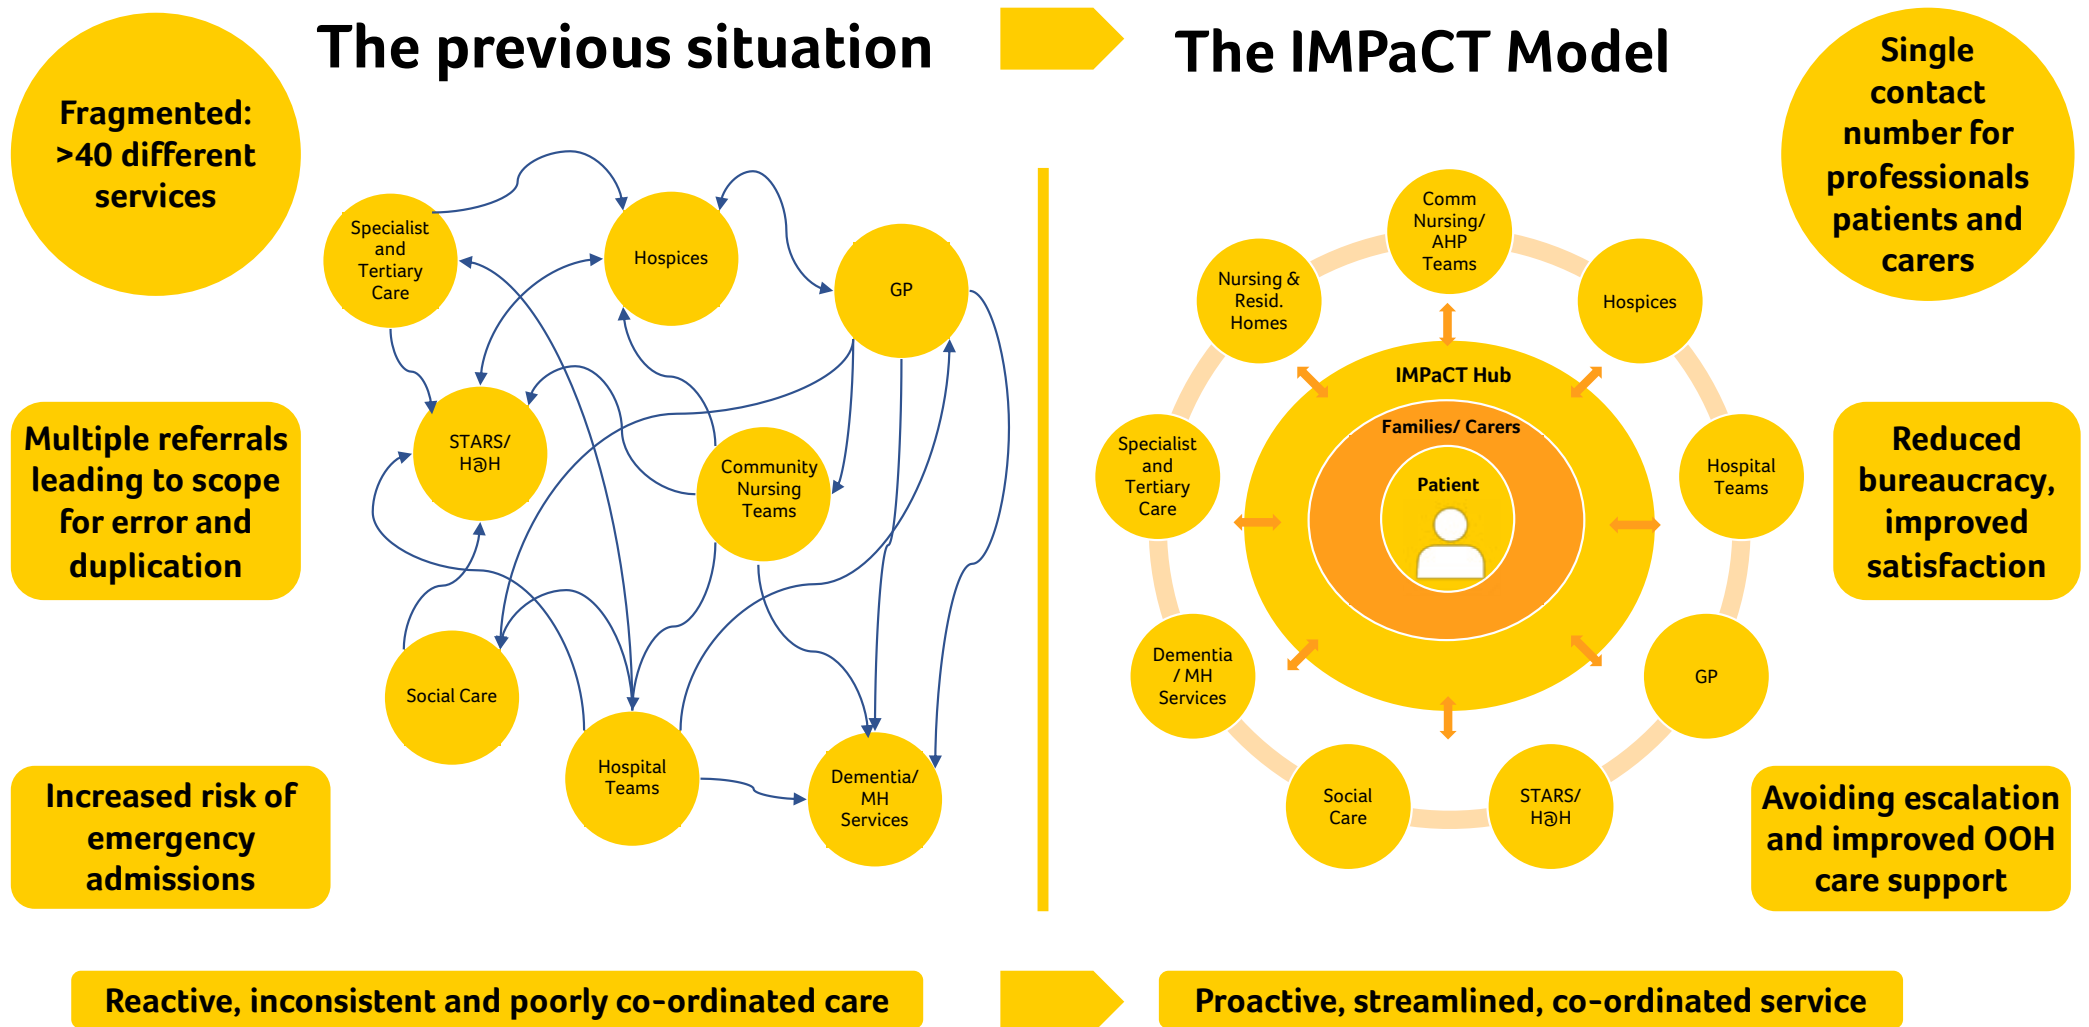 The previous situation
The IMPaCT Model
Fragmented:
>40 different
services
Multiple referrals
leading to scope
for error and
duplication
Increased risk of
emergency
admissions
Specialist
and
Tertiary
Care
Hospices
GP
STARS/
H@H
Community
Nursing
Teams
Social Care
Hospital
Teams
Dementia/
MH
Services
Reactive, inconsistent and poorly co-ordinated care
Comm
Nursing/
AHP
Teams
Nursing &
Resid.
Homes
Hospices
Specialist
and
Tertiary
Care
Hospital
Teams
IMPaCT Hub
Families/ Carers
Patient
Dementia
/ MH
Services
GP
Social
Care
STARS/
H@H
Single
contact
number for
professionals
patients and
carers
Reduced
bureaucracy,
improved
satisfaction
Avoiding escalation
and improved OOH
care support
Proactive, streamlined, co-ordinated service